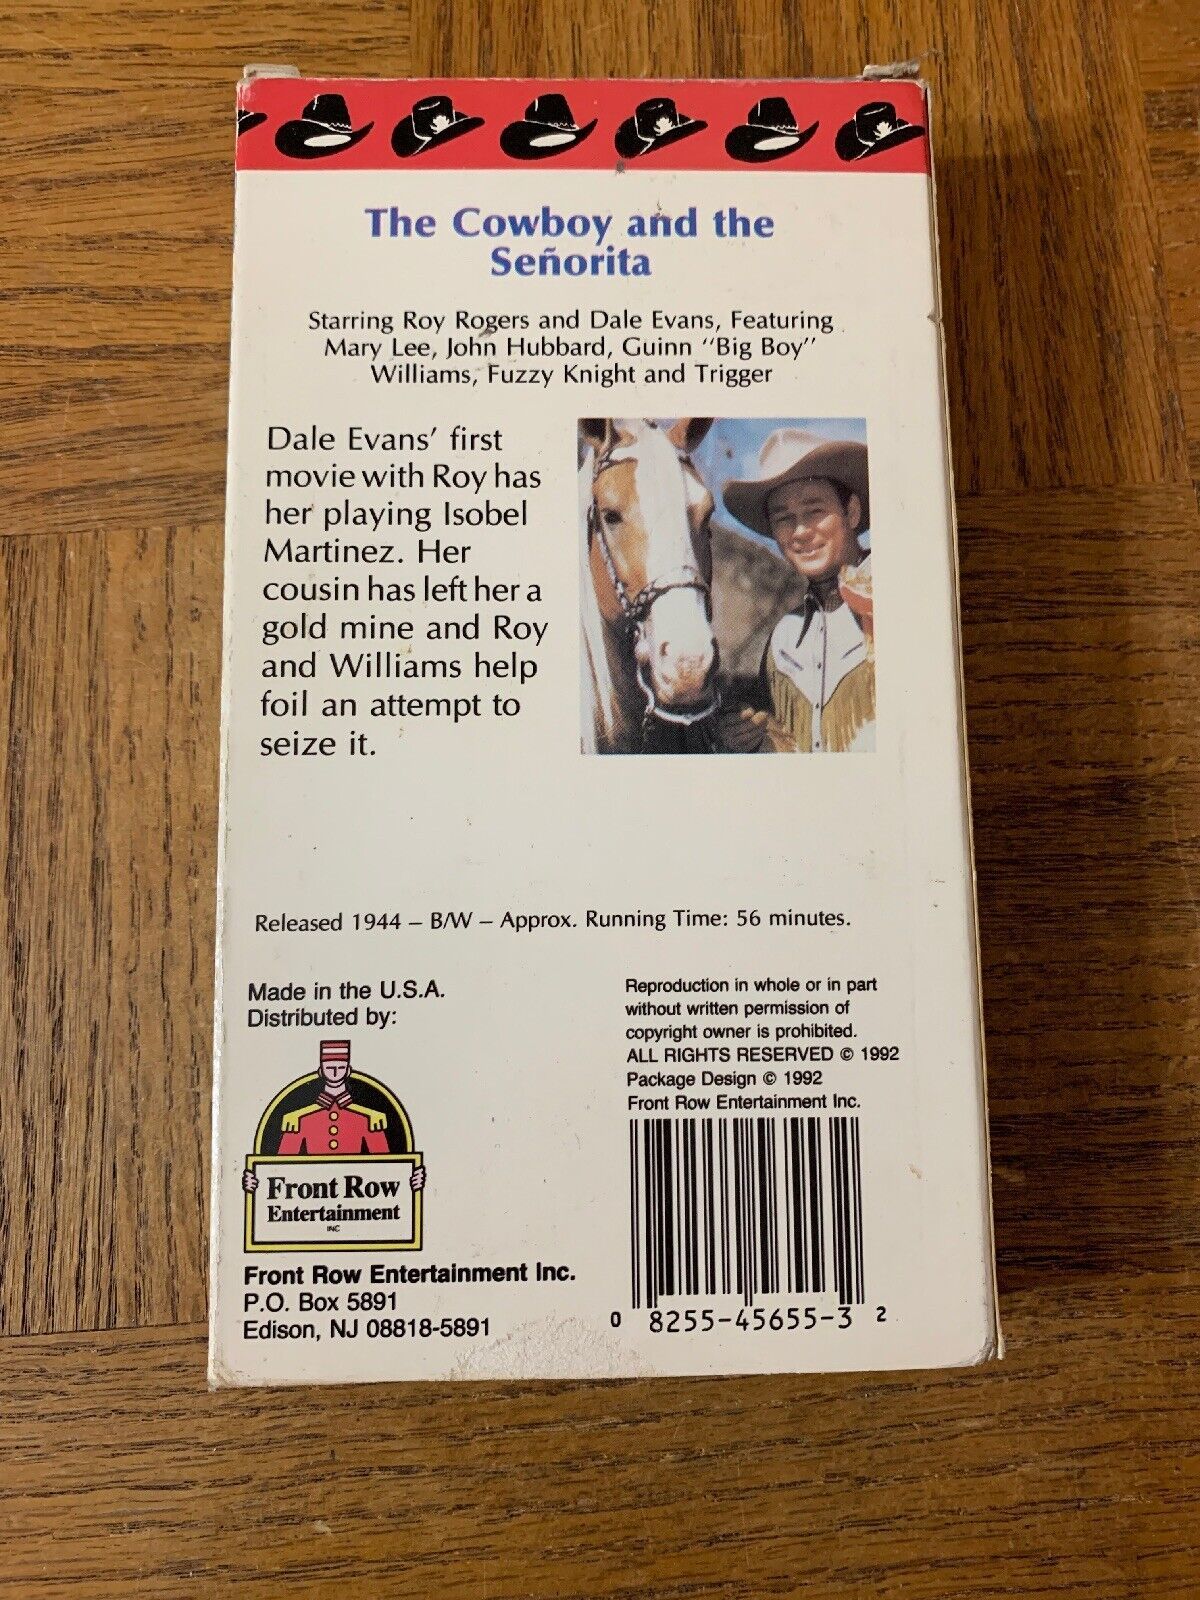 The Cowboy and the
Señorita
Starring Roy Rogers and Dale Evans, Featuring
Mary Lee, John Hubbard, Guinn "Big Boy"
Williams, Fuzzy Knight and Trigger
Dale Evans' first
movie with Roy has
her playing Isobel
Martinez. Her
cousin has left her a
gold mine and Roy
and Williams help
foil an attempt to
seize it.
Released 1944 – B/W – Approx. Running Time: 56 minutes.
Made in the U.S.A.
Distributed by:
Front Row
Entertainment
INC
Front Row Entertainment Inc.
P.O. Box 5891
Edison, NJ 08818-5891
Reproduction in whole or in part
without written permission of
copyright owner is prohibited.
ALL RIGHTS RESERVED © 1992
Package Design © 1992
Front Row Entertainment Inc.
0 8255-45655-3 2